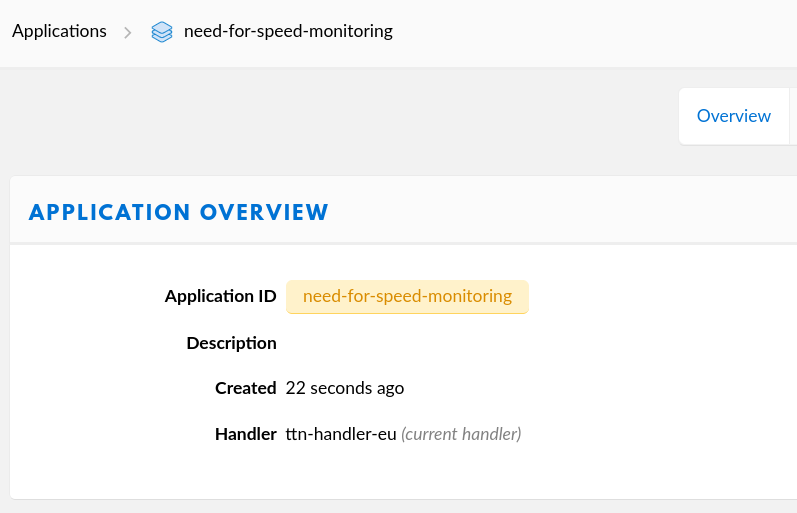 Applications need-for-speed-monitoring
Overview
APPLICATION OVERVIEW
Application ID need-for-speed-monitoring
Description
Created 22 seconds ago
Handler ttn-handler-eu (current handler)